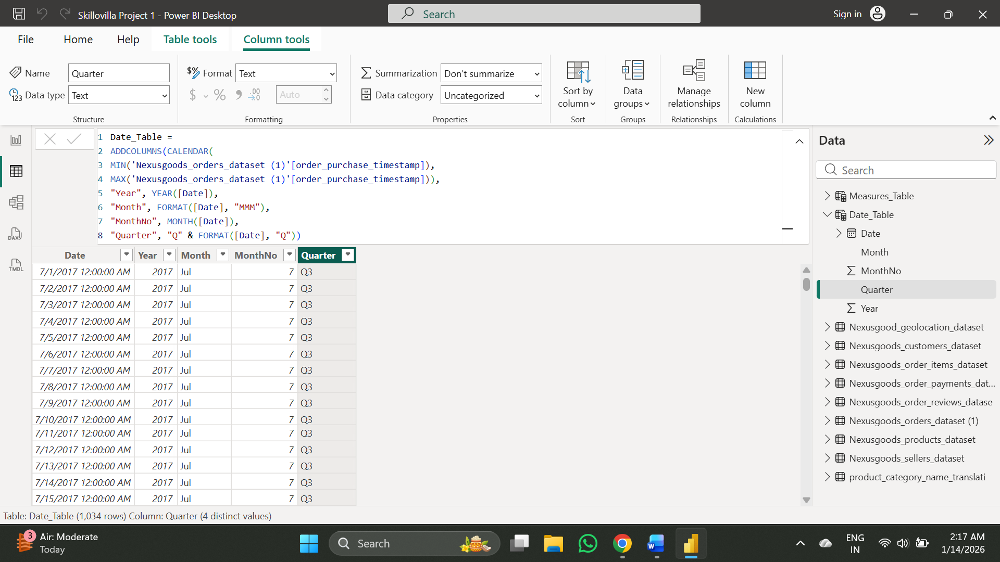 Skillovilla Project 1 - Power BI Desktop
Search
Sign in
File Home Help Table tools Column tools
Name Quarter
Data type Text
Structure
Format Text
$ % 9 .00 Auto
Formatting
Summarization Don't summarize
Data category Uncategorized
Properties
Sort by column
Sort
Data groups
Groups
Manage relationships
Relationships
New column
Calculations
1 Date_Table =
2 ADDCOLUMNS(CALENDAR(
3 MIN('Nexusgoods_orders_dataset (1)'[order_purchase_timestamp]),
4 MAX('Nexusgoods_orders_dataset (1)'[order_purchase_timestamp])),
5 "Year", YEAR([Date]),
6 "Month", FORMAT([Date], "MMM"),
7 "MonthNo", MONTH([Date]),
8 "Quarter", "Q" & FORMAT([Date], "Q"))
DAX
TMDL
Date Year Month MonthNo Quarter
7/1/2017 12:00:00 AM 2017 Jul 7 Q3
7/2/2017 12:00:00 AM 2017 Jul 7 Q3
7/3/2017 12:00:00 AM 2017 Jul 7 Q3
7/4/2017 12:00:00 AM 2017 Jul 7 Q3
7/5/2017 12:00:00 AM 2017 Jul 7 Q3
7/6/2017 12:00:00 AM 2017 Jul 7 Q3
7/7/2017 12:00:00 AM 2017 Jul 7 Q3
7/8/2017 12:00:00 AM 2017 Jul 7 Q3
7/9/2017 12:00:00 AM 2017 Jul 7 Q3
7/10/2017 12:00:00 AM 2017 Jul 7 Q3
7/11/2017 12:00:00 AM 2017 Jul 7 Q3
7/12/2017 12:00:00 AM 2017 Jul 7 Q3
7/13/2017 12:00:00 AM 2017 Jul 7 Q3
7/14/2017 12:00:00 AM 2017 Jul 7 Q3
7/15/2017 12:00:00 AM 2017 Jul 7 Q3
Data
Search
Measures_Table
Date_Table
Date
Month
MonthNo
Quarter
Year
Nexusgood_geolocation_dataset
Nexusgoods_customers_dataset
Nexusgoods_order_items_dataset
Nexusgoods_order_payments_dat...
Nexusgoods_order_reviews_datase
Nexusgoods_orders_dataset (1)
Nexusgoods_products_dataset
Nexusgoods_sellers_dataset
product_category_name_translati
Table: Date_Table (1,034 rows) Column: Quarter (4 distinct values)
3 Air: Moderate
Today
Search
ENG
IN
2:17 AM
1/14/2026